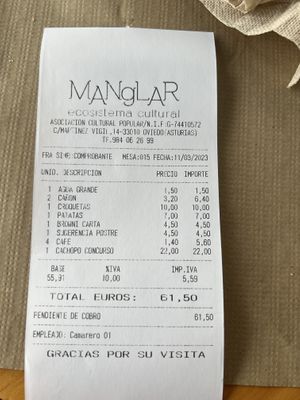 MANgLAR
ecosistema cultural
ASOCIACION CULTURAL POPULAR/N.I.F G-74410572
C/MARTINEZ VIGIL,14-33010 OVIEDO(ASTURIAS)
TF.984 06 26 99
FRA SIMP:COMPROBANTE MESA:015 FECHA:11/03/2023
UNID. DESCRIPCION PRECIO IMPORTE
1 AGUA GRANDE 1,50 1,50
2 CAÑON 3,20 6,40
1 CROQUETAS 10,00 10,00
1 PATATAS 7,00 7,00
1 BROWNI CARTA 4,50 4,50
1 SUGERENCIA POSTRE 4,50 4,50
4 CAFE 1,40 5,60
1 CACHOPO CONCURSO 22,00 22,00
BASE %IVA IMP.IVA
55,91 10,00 5,59
TOTAL EUROS: 61,50
PENDIENTE DE COBRO 61,50
EMPLEADO: Camarero 01
GRACIAS POR SU VISITA